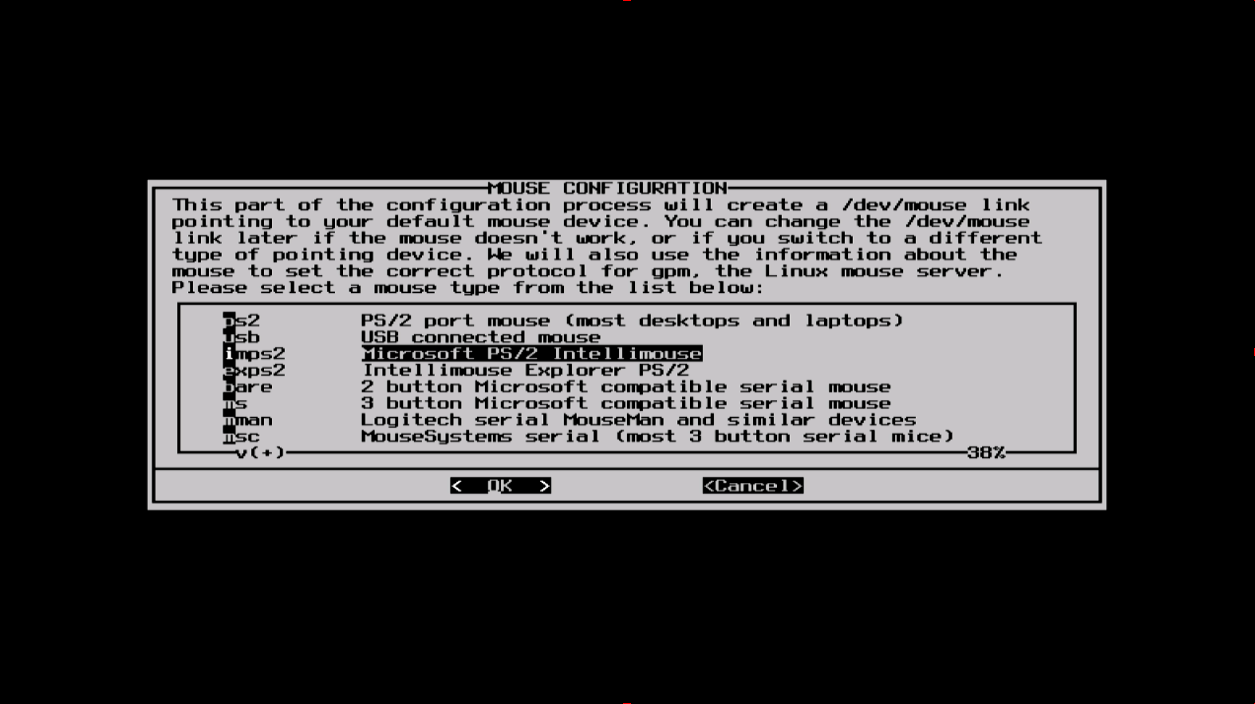 MOUSE CONFIGURATION
This part of the configuration process will create a /dev/mouse link
pointing to your default mouse device. You can change the /dev/mouse
link later if the mouse doesn't work, or if you switch to a different
type of pointing device. We will also use the information about the
mouse to set the correct protocol for gpm, the Linux mouse server.
Please select a mouse type from the list below:
ps2 PS/2 port mouse (most desktops and laptops)
usb USB connected mouse
imps2 Microsoft PS/2 Intellimouse
exps2 Intellimouse Explorer PS/2
bare 2 button Microsoft compatible serial mouse
ms 3 button Microsoft compatible serial mouse
mman Logitech serial MouseMan and similar devices
msc MouseSystems serial (most 3 button serial mice)
v(+) 38%
< OK > <Cancel>